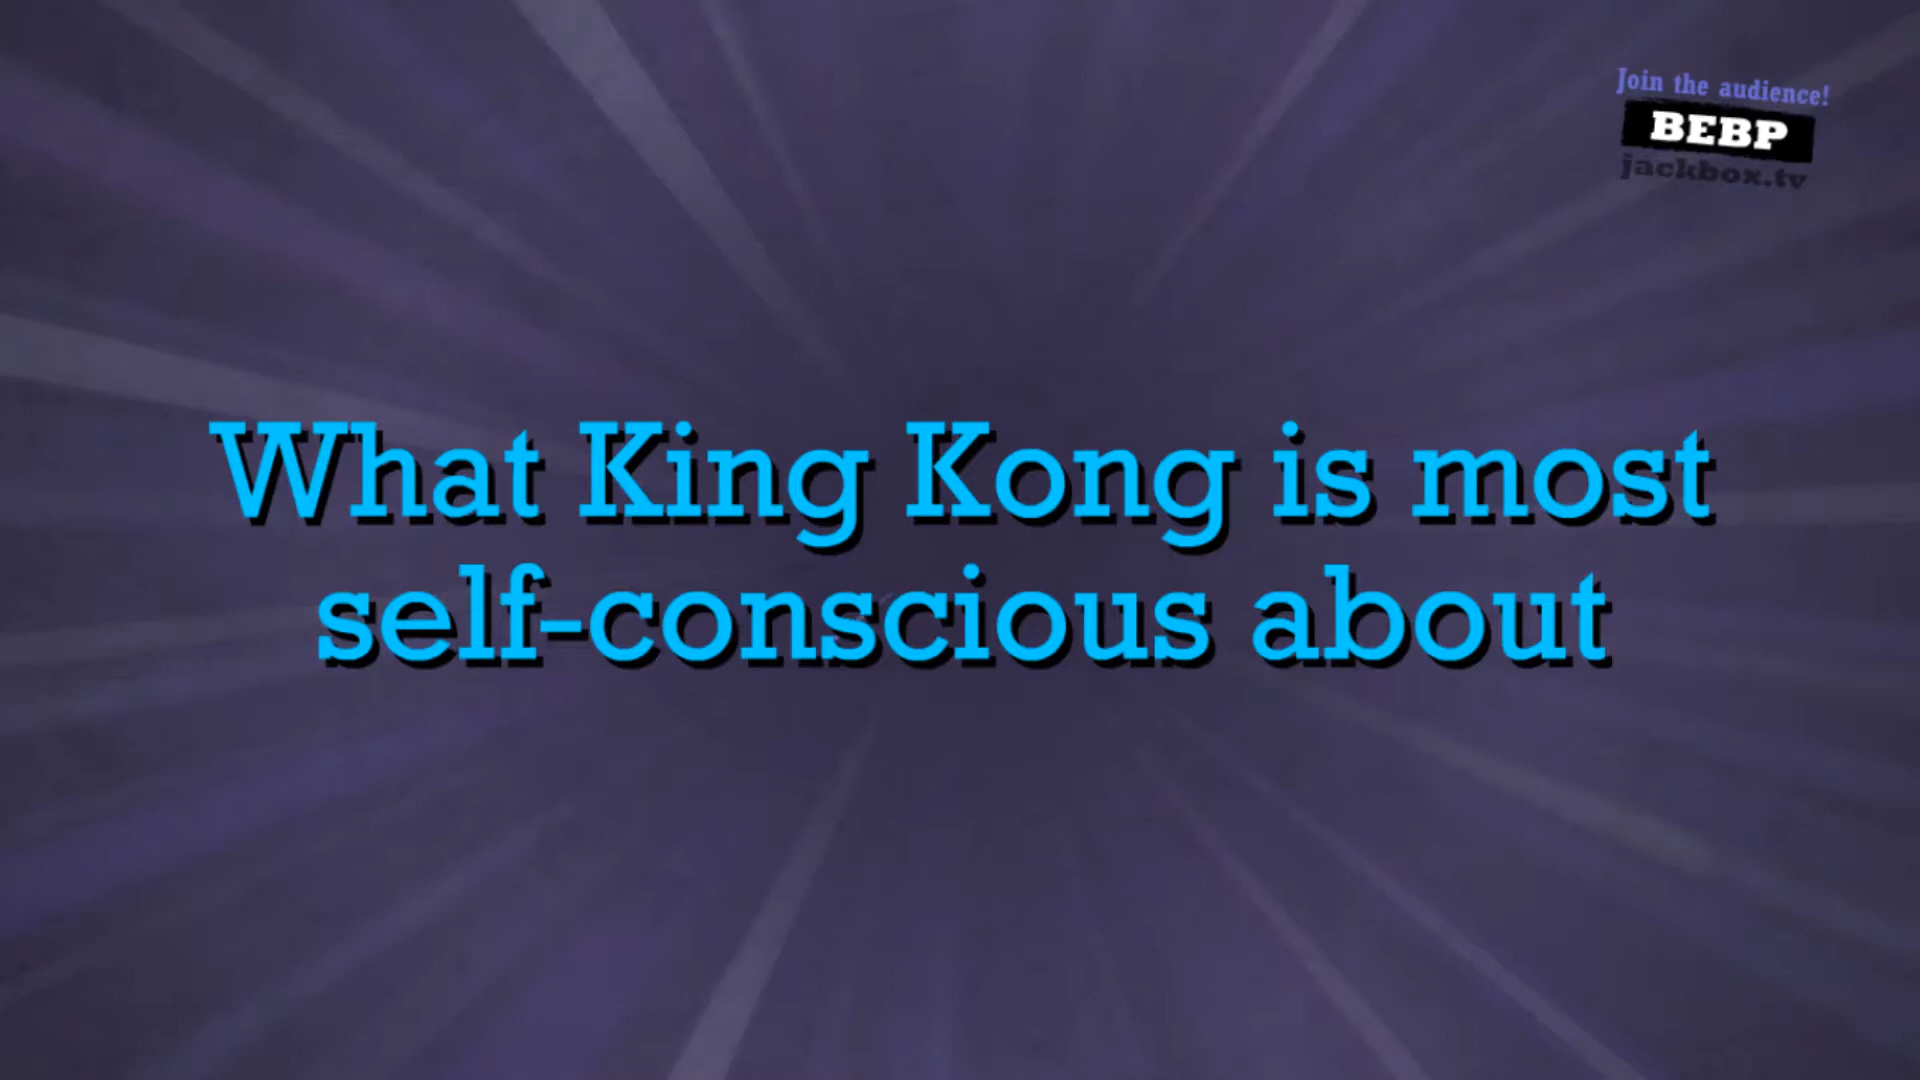 Join the audience!
BEBP
jackbox.tv
What King Kong is most
self-conscious about